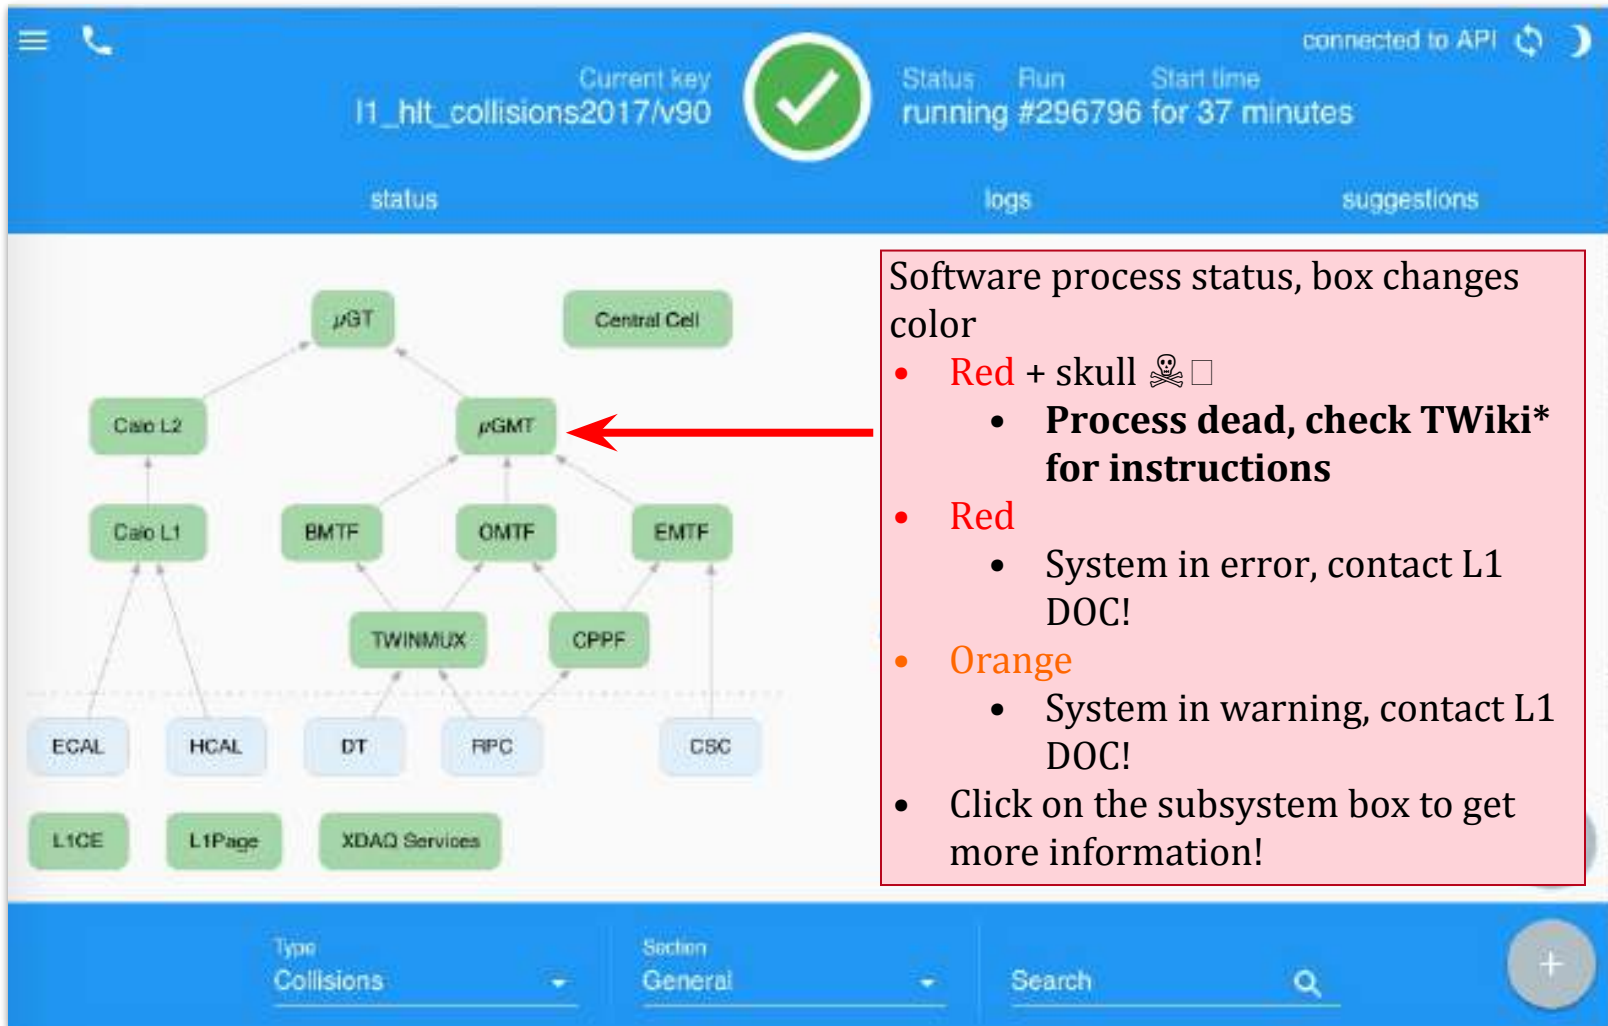 connected to API
Current key
l1_hlt_collisions2017/v90
Status Run Start time
running #296796 for 37 minutes
status logs suggestions
µGT
Central Cell
Calo L2
µGMT
Calo L1
BMTF
OMTF
EMTF
TWINMUX
CPPF
ECAL
HCAL
DT
RPC
CSC
L1CE
L1Page
XDAQ Services
Software process status, box changes
color
• Red + skull ☠□
• Process dead, check TWiki*
for instructions
• Red
• System in error, contact L1
DOC!
• Orange
• System in warning, contact L1
DOC!
• Click on the subsystem box to get
more information!
Type
Collisions
Section
General
Search